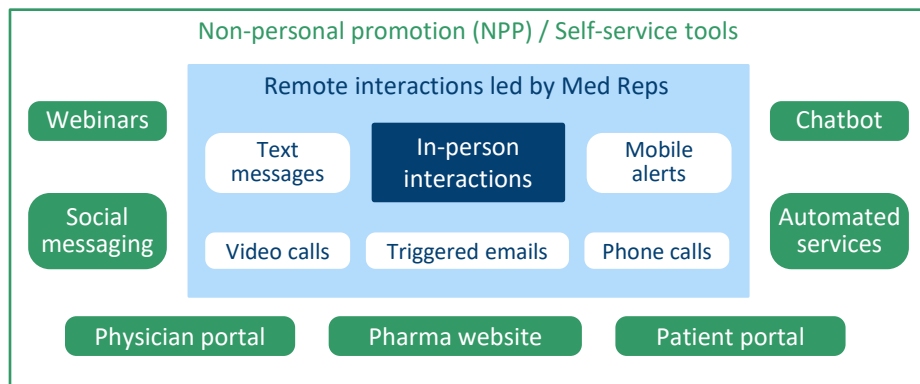 Non-personal promotion (NPP) / Self-service tools
Remote interactions led by Med Reps
Webinars
Chatbot
Text
messages
In-person
interactions
Mobile
alerts
Social
messaging
Automated
services
Video calls
Triggered emails
Phone calls
Physician portal
Pharma website
Patient portal